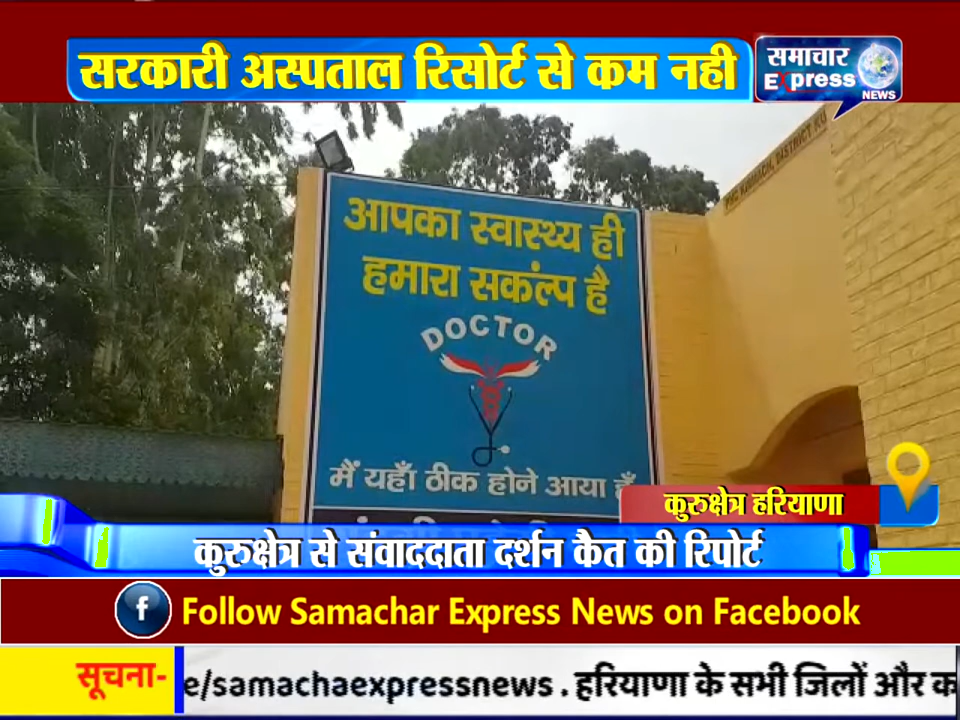 सरकारी अस्पताल रिसोर्ट से कम नही
समाचार
Express
NEWS
आपका स्वास्थ्य ही
हमारा सकंल्प है
DOCTOR
मैं यहाँ ठीक होने आया हूँ
कुरुक्षेत्र हरियाणा
कुरुक्षेत्र से संवाददाता दर्शन कैत की रिपोर्ट
f Follow Samachar Express News on Facebook
सूचना- e/samachaexpressnews . हरियाणा के सभी जिलों और क